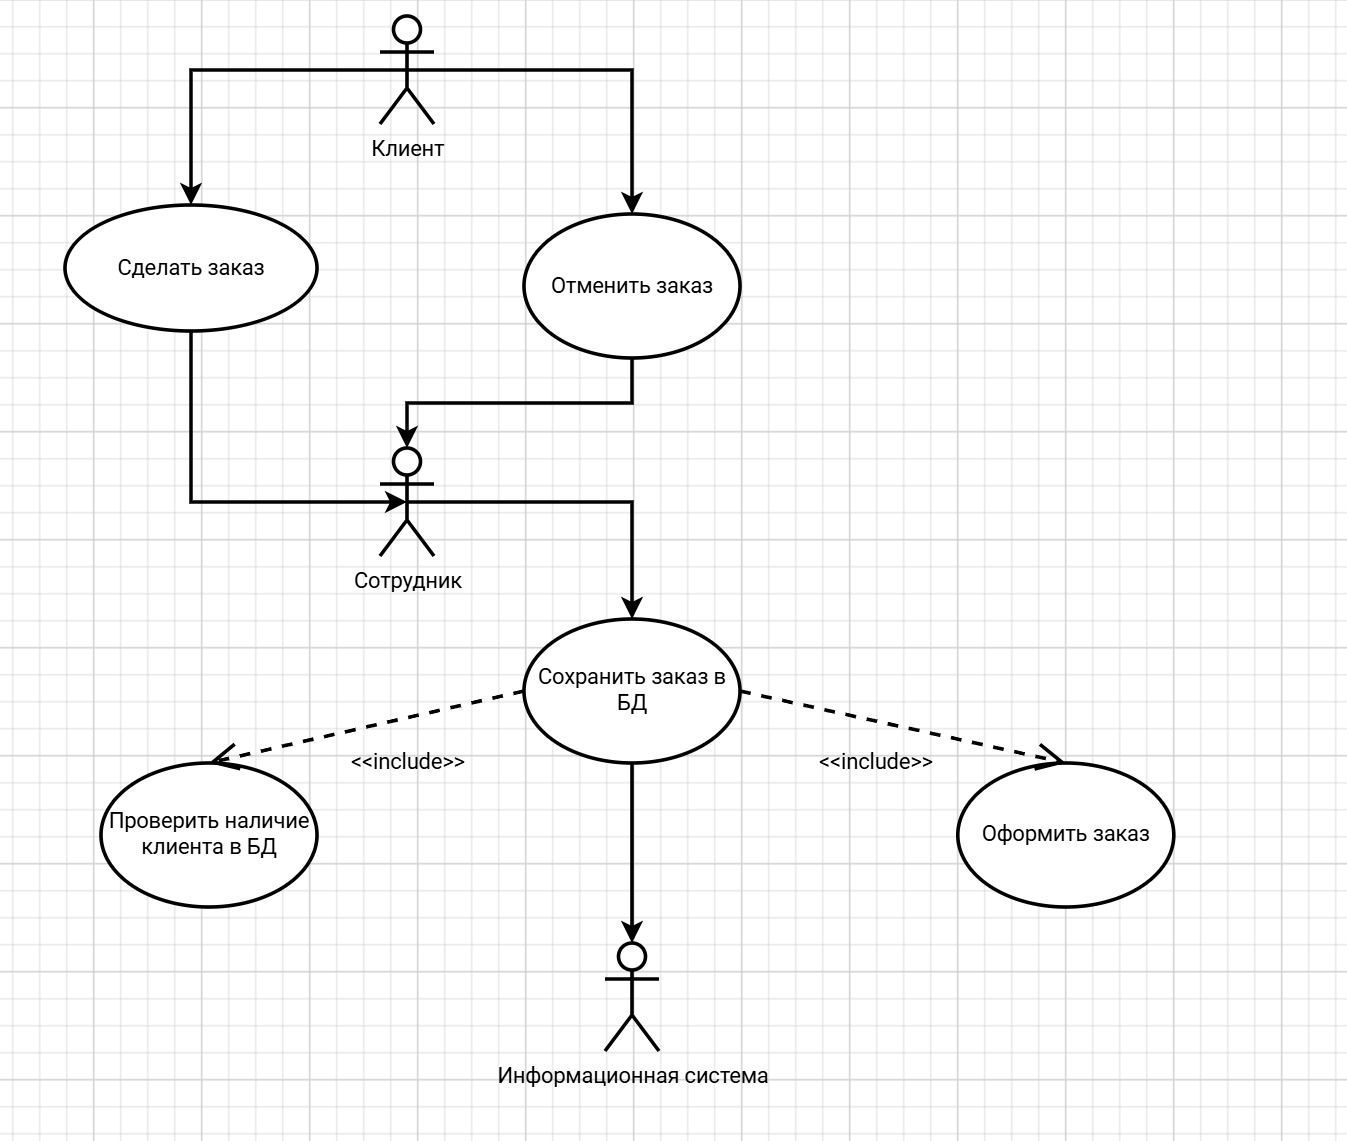 Клиент
Сделать заказ
Отменить заказ
Сотрудник
Сохранить заказ в
БД
<<include>>
<<include>>
Проверить наличие
клиента в БД
Оформить заказ
Информационная система